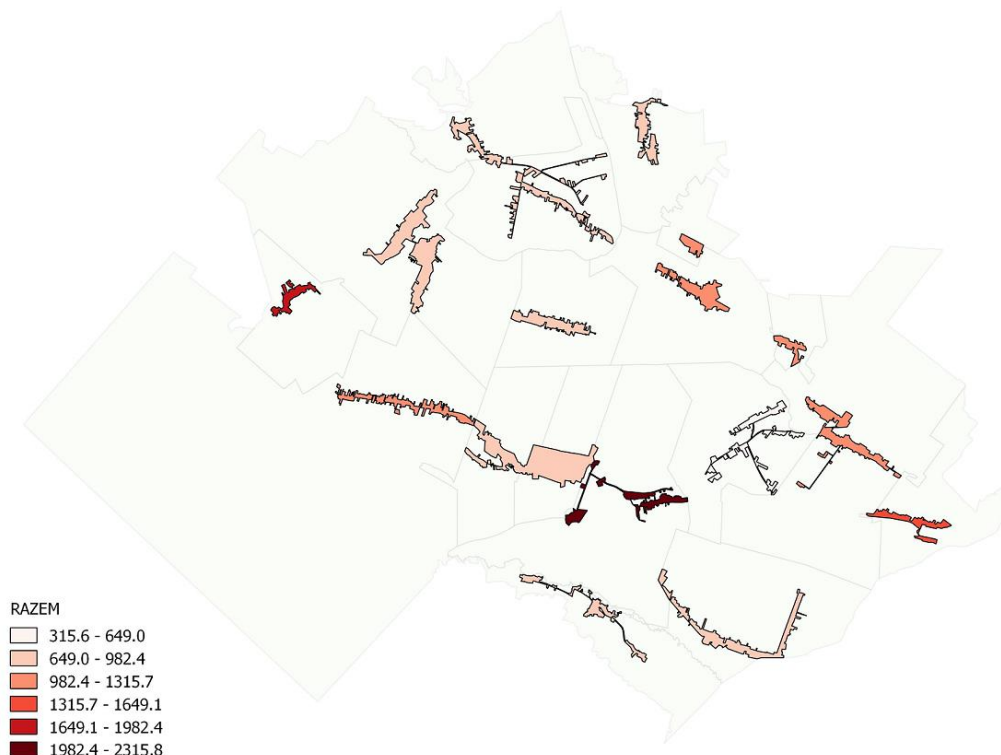 RAZEM
315.6 - 649.0
649.0 - 982.4
982.4 - 1315.7
1315.7 - 1649.1
1649.1 - 1982.4
1982.4 - 2315.8